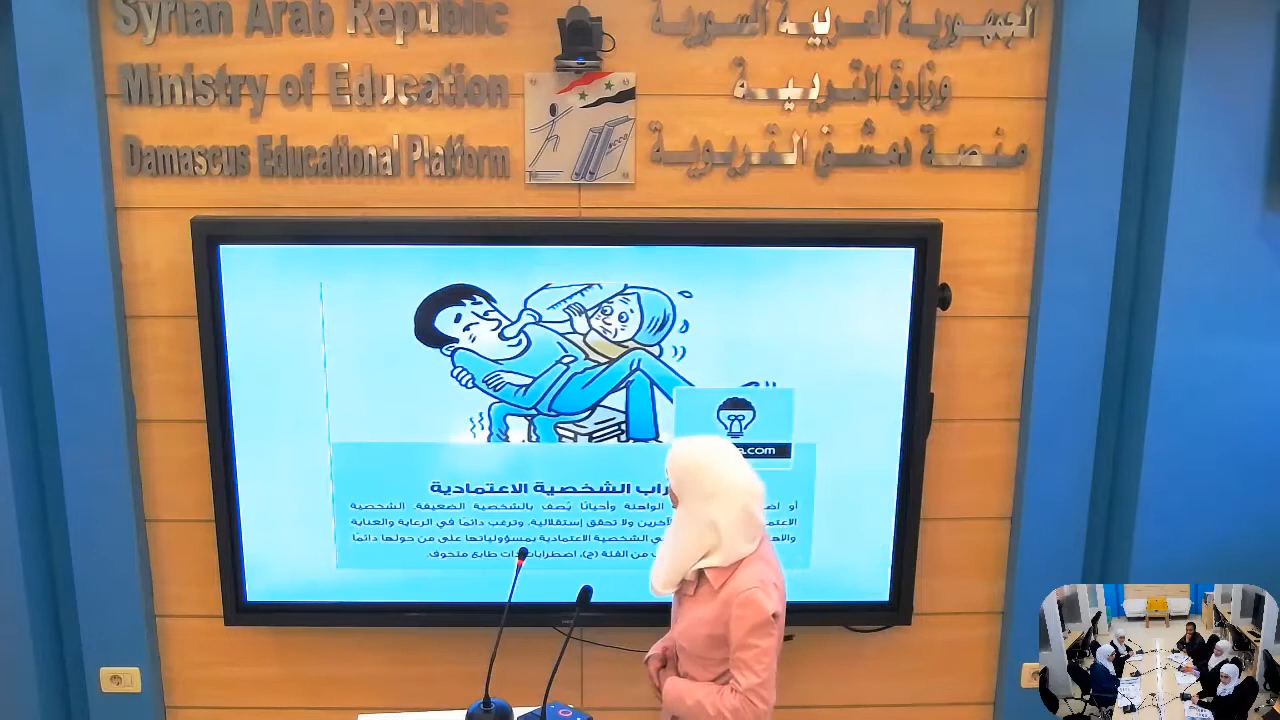 Syrian Arab Republic
الجمهورية العربية السورية
Ministry of Education
وزارة التربية
Damascus Educational Platform
منصة دمشق التربوية
.com
الشخصية الاعتمادية
أو الواهنة وأحيانًا يُصف بالشخصية الضعيفة. الشخصية
ولا تحقق إستقلالية، وترغب دائمًا في الرعاية والعناية
الشخصية الاعتمادية بمسؤولياتها على من حولها دائمًا
من الفئة (ج)، اضطرابات ذات طابع متخوف.